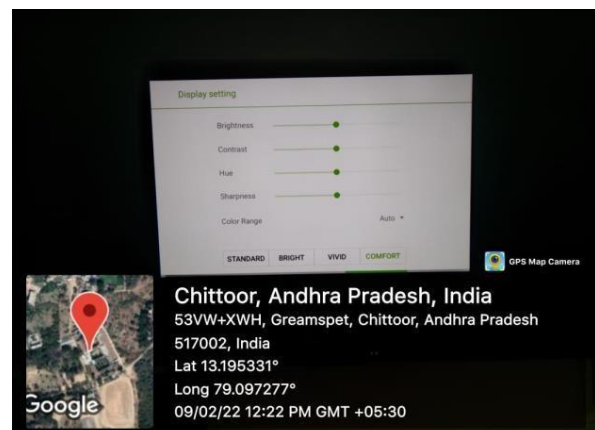 Display setting
Brightness
Contrast
Hue
Sharpness
Color Range Auto
STANDARD BRIGHT VIVID COMFORT
GPS Map Camera
Chittoor, Andhra Pradesh, India
53VW+XWH, Greamspet, Chittoor, Andhra Pradesh
517002, India
Lat 13.195331°
Long 79.097277°
09/02/22 12:22 PM GMT +05:30
Google